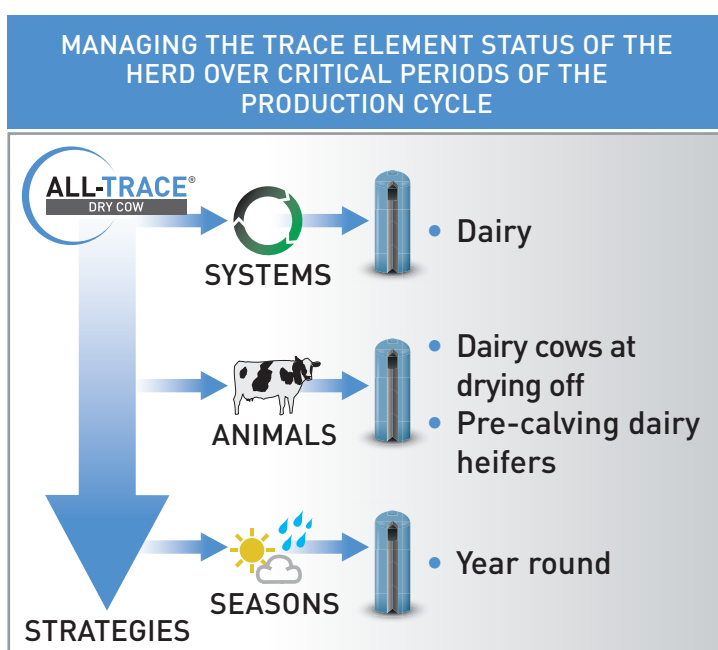 MANAGING THE TRACE ELEMENT STATUS OF THE
HERD OVER CRITICAL PERIODS OF THE
PRODUCTION CYCLE
ALL-TRACE®
DRY COW
SYSTEMS
• Dairy
ANIMALS
• Dairy cows at
drying off
• Pre-calving dairy
heifers
SEASONS
• Year round
STRATEGIES